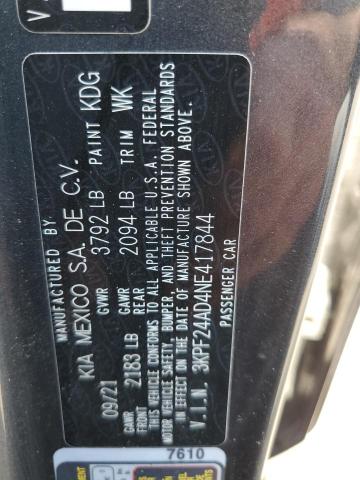 MANUFACTURED BY
KIA MEXICO S.A. DE C.V.
09/21 GVWR 3792 LB PAINT KDG
GAWR FRONT 2183 LB GAWR REAR 2094 LB TRIM WK
THIS VEHICLE CONFORMS TO ALL APPLICABLE U.S.A. FEDERAL
MOTOR VEHICLE SAFETY, BUMPER, AND THEFT PREVENTION STANDARDS
IN EFFECT ON THE DATE OF MANUFACTURE SHOWN ABOVE.
V.I.N. 3KPF24AD4NE417844
PASSENGER CAR
7610